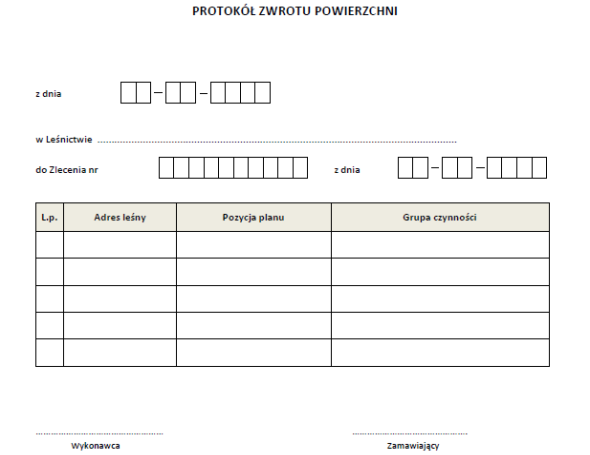 PROTOKÓŁ ZWROTU POWIERZCHNI
z dnia – –
w Leśnictwie ................................................................................................................................
do Zlecenia nr z dnia – –
L.p. Adres leśny Pozycja planu Grupa czynności
................................................ ............................................
Wykonawca Zamawiający